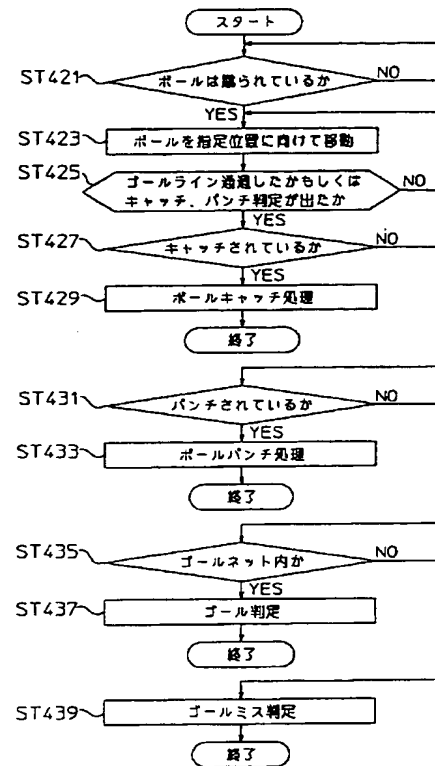 スタート
ST421
ボールは蹴られているか
NO
YES
ST423
ボールを指定位置に向けて移動
ST425
ゴールライン通過したかもしくは
キャッチ、パンチ判定が出たか
NO
YES
ST427
キャッチされているか
NO
YES
ST429
ボールキャッチ処理
終了
ST431
パンチされているか
NO
YES
ST433
ボールパンチ処理
終了
ST435
ゴールネット内か
NO
YES
ST437
ゴール判定
終了
ST439
ゴールミス判定
終了